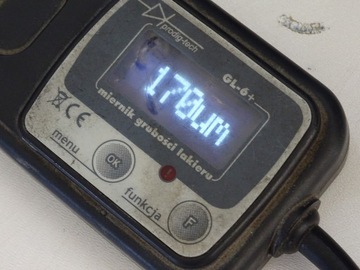 prodig-tech
GL-6+
170um
miernik grubości lakieru
CE
menu
OK
funkcja
F